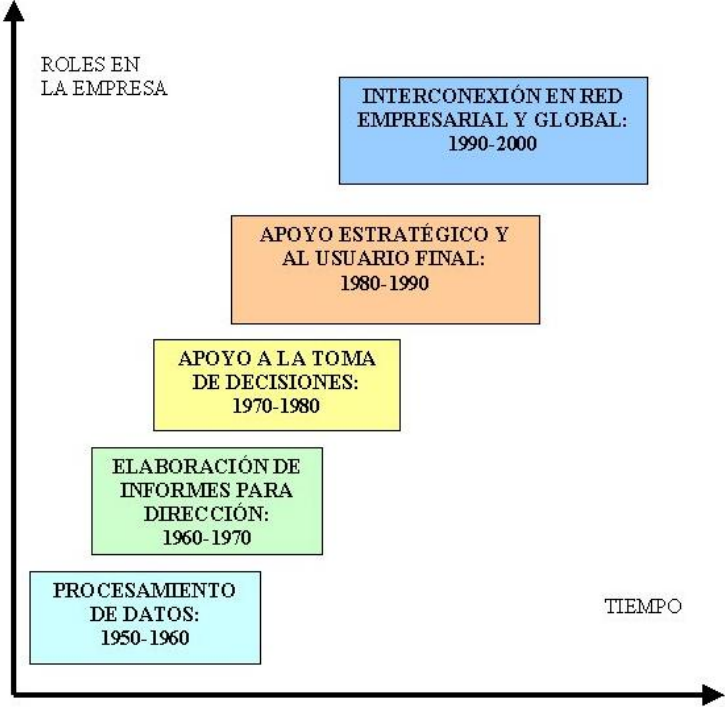 ROLES EN
LA EMPRESA
INTERCONEXIÓN EN RED
EMPRESARIAL Y GLOBAL:
1990-2000
APOYO ESTRATÉGICO Y
AL USUARIO FINAL:
1980-1990
APOYO A LA TOMA
DE DECISIONES:
1970-1980
ELABORACIÓN DE
INFORMES PARA
DIRECCIÓN:
1960-1970
PROCESAMIENTO
DE DATOS:
1950-1960
TIEMPO